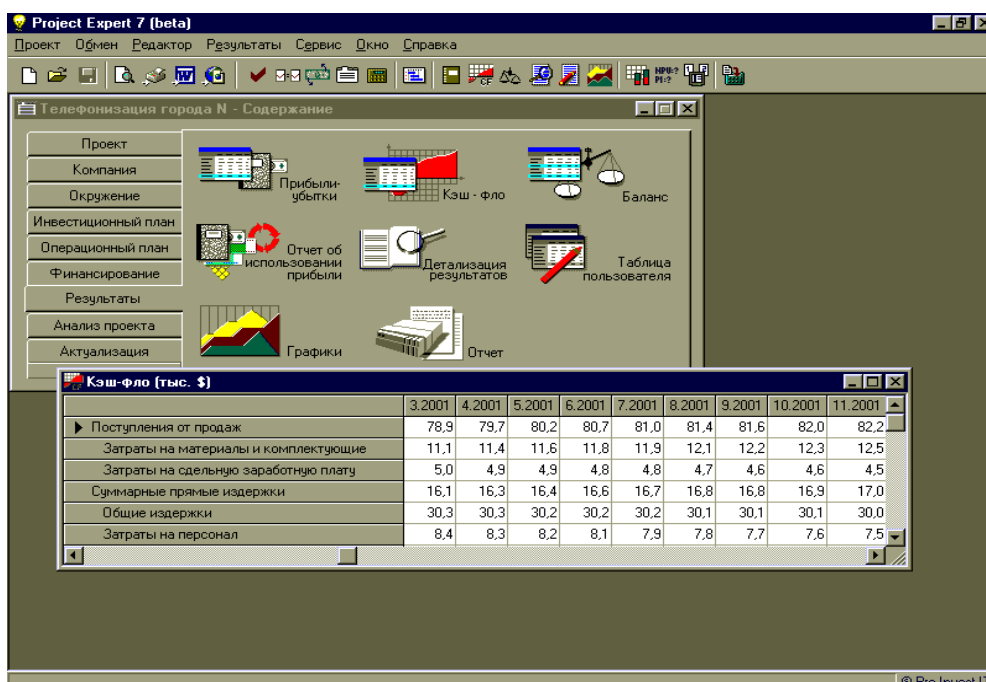 Project Expert 7 (beta)
Проект Обмен Редактор Результаты Сервис Окно Справка
Телефонизация города N - Содержание
Проект
Компания
Окружение
Инвестиционный план
Операционный план
Финансирование
Результаты
Анализ проекта
Актуализация
Прибыли-
убытки
Кэш - фло
Баланс
Отчет об
использовании
прибыли
Детализация
результатов
Таблица
пользователя
Графики
Отчет
Кэш-фло (тыс. $)
3.2001 4.2001 5.2001 6.2001 7.2001 8.2001 9.2001 10.2001 11.2001
Поступления от продаж 78,9 79,7 80,2 80,7 81,0 81,4 81,6 82,0 82,2
Затраты на материалы и комплектующие 11,1 11,4 11,6 11,8 11,9 12,1 12,2 12,3 12,5
Затраты на сдельную заработную плату 5,0 4,9 4,9 4,8 4,8 4,7 4,6 4,6 4,5
Суммарные прямые издержки 16,1 16,3 16,4 16,6 16,7 16,8 16,8 16,9 17,0
Общие издержки 30,3 30,3 30,2 30,2 30,2 30,1 30,1 30,1 30,0
Затраты на персонал 8,4 8,3 8,2 8,1 7,9 7,8 7,7 7,6 7,5